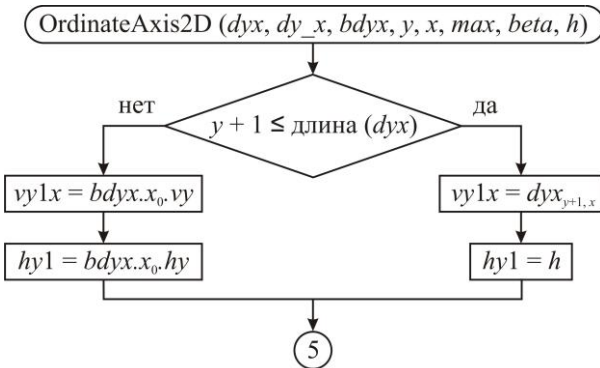 OrdinateAxis2D (dyx, dy_x, bdyx, y, x, max, beta, h)
нет
да
y + 1 ≤ длина (dyx)
vy1x = bdyx.x₀.vy
vy1x = dyx_{y+1, x}
hy1 = bdyx.x₀.hy
hy1 = h
5